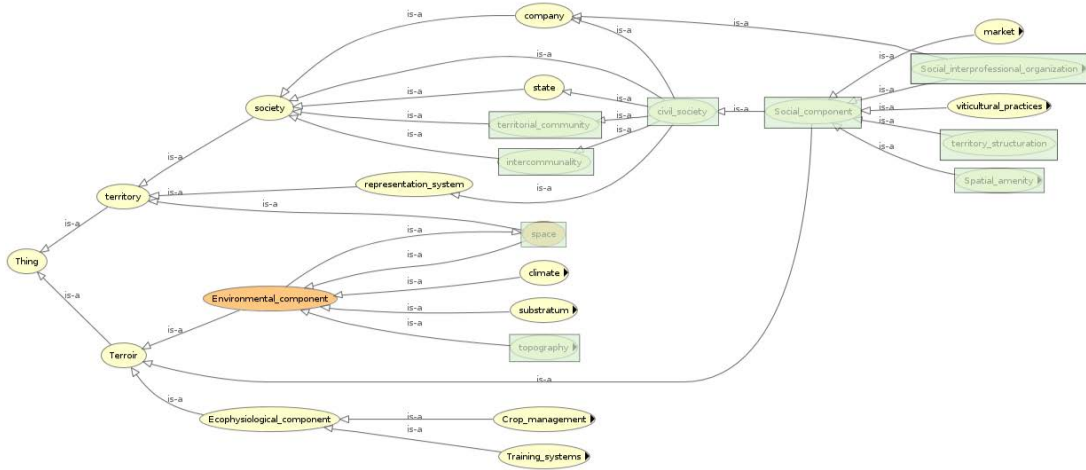 company
is-a
market
is-a
is-a
is-a
Social_interprofessional_organization
is-a
is-a
state
is-a
is-a
society
viticultural_practices
is-a
civil_society
is-a
Social_component
is-a
is-a
territorial_community
is-a
is-a
territory_structuration
is-a
is-a
intercommunality
is-a
Spatial_amenity
representation_system
is-a
is-a
territory
is-a
is-a
is-a
space
is-a
Thing
is-a
climate
is-a
is-a
Environmental_component
is-a
substratum
is-a
is-a
topography
Terroir
is-a
is-a
Ecophysiological_component
is-a
Crop_management
is-a
Training_systems